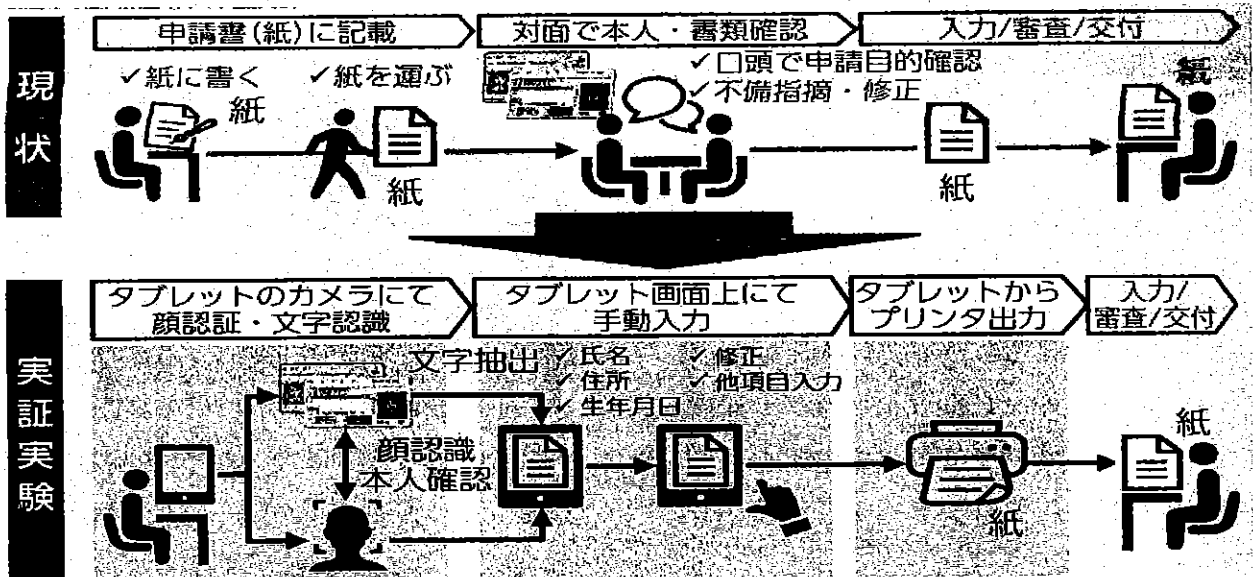 現状
申請書(紙)に記載
対面で本人・書類確認
入力/審査/交付
✓紙に書く
✓紙を運ぶ
✓口頭で申請目的確認
✓不備指摘・修正
紙
紙
紙
紙
実証実験
タブレットのカメラにて
顔認証・文字認識
タブレット画面上にて
手動入力
タブレットから
プリンタ出力
入力/
審査/交付
文字抽出
✓氏名
✓住所
✓生年月日
✓修正
✓他項目入力
顔認識
本人確認
紙
紙